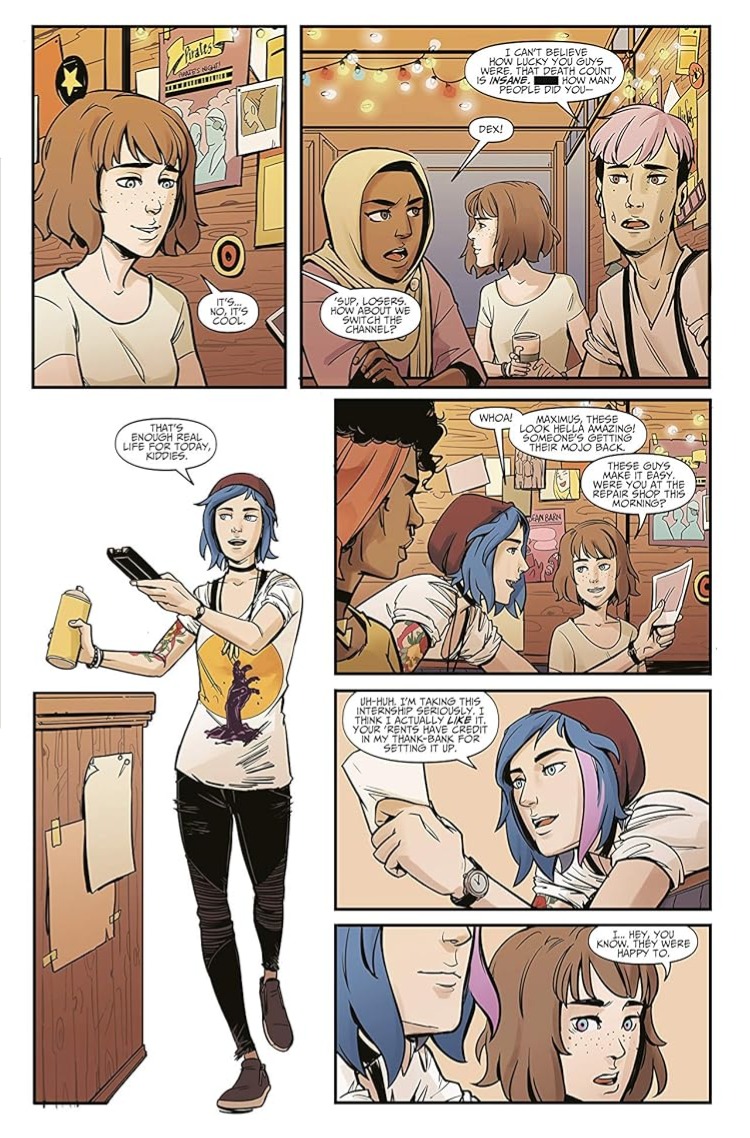 Pirates
PIRATES NIGHT!
IT'S...
NO, IT'S
COOL.
I CAN'T BELIEVE
HOW LUCKY YOU GUYS
WERE. THAT DEATH COUNT
IS INSANE. HOW MANY
PEOPLE DID YOU—
DEX!
'SUP, LOSERS.
HOW ABOUT WE
SWITCH THE
CHANNEL?
THAT'S
ENOUGH REAL
LIFE FOR TODAY,
KIDDIES.
WHOA!
MAXIMUS, THESE
LOOK HELLA AMAZING!
SOMEONE'S GETTING
THEIR MOJO BACK.
THESE GUYS
MAKE IT EASY.
WERE YOU AT THE
REPAIR SHOP THIS
MORNING?
BARN
UH-HUH. I'M TAKING THIS
INTERNSHIP SERIOUSLY. I
THINK I ACTUALLY LIKE IT.
YOUR 'RENTS HAVE CREDIT
IN MY THANK-BANK FOR
SETTING IT UP.
I... HEY, YOU
KNOW. THEY WERE
HAPPY TO.